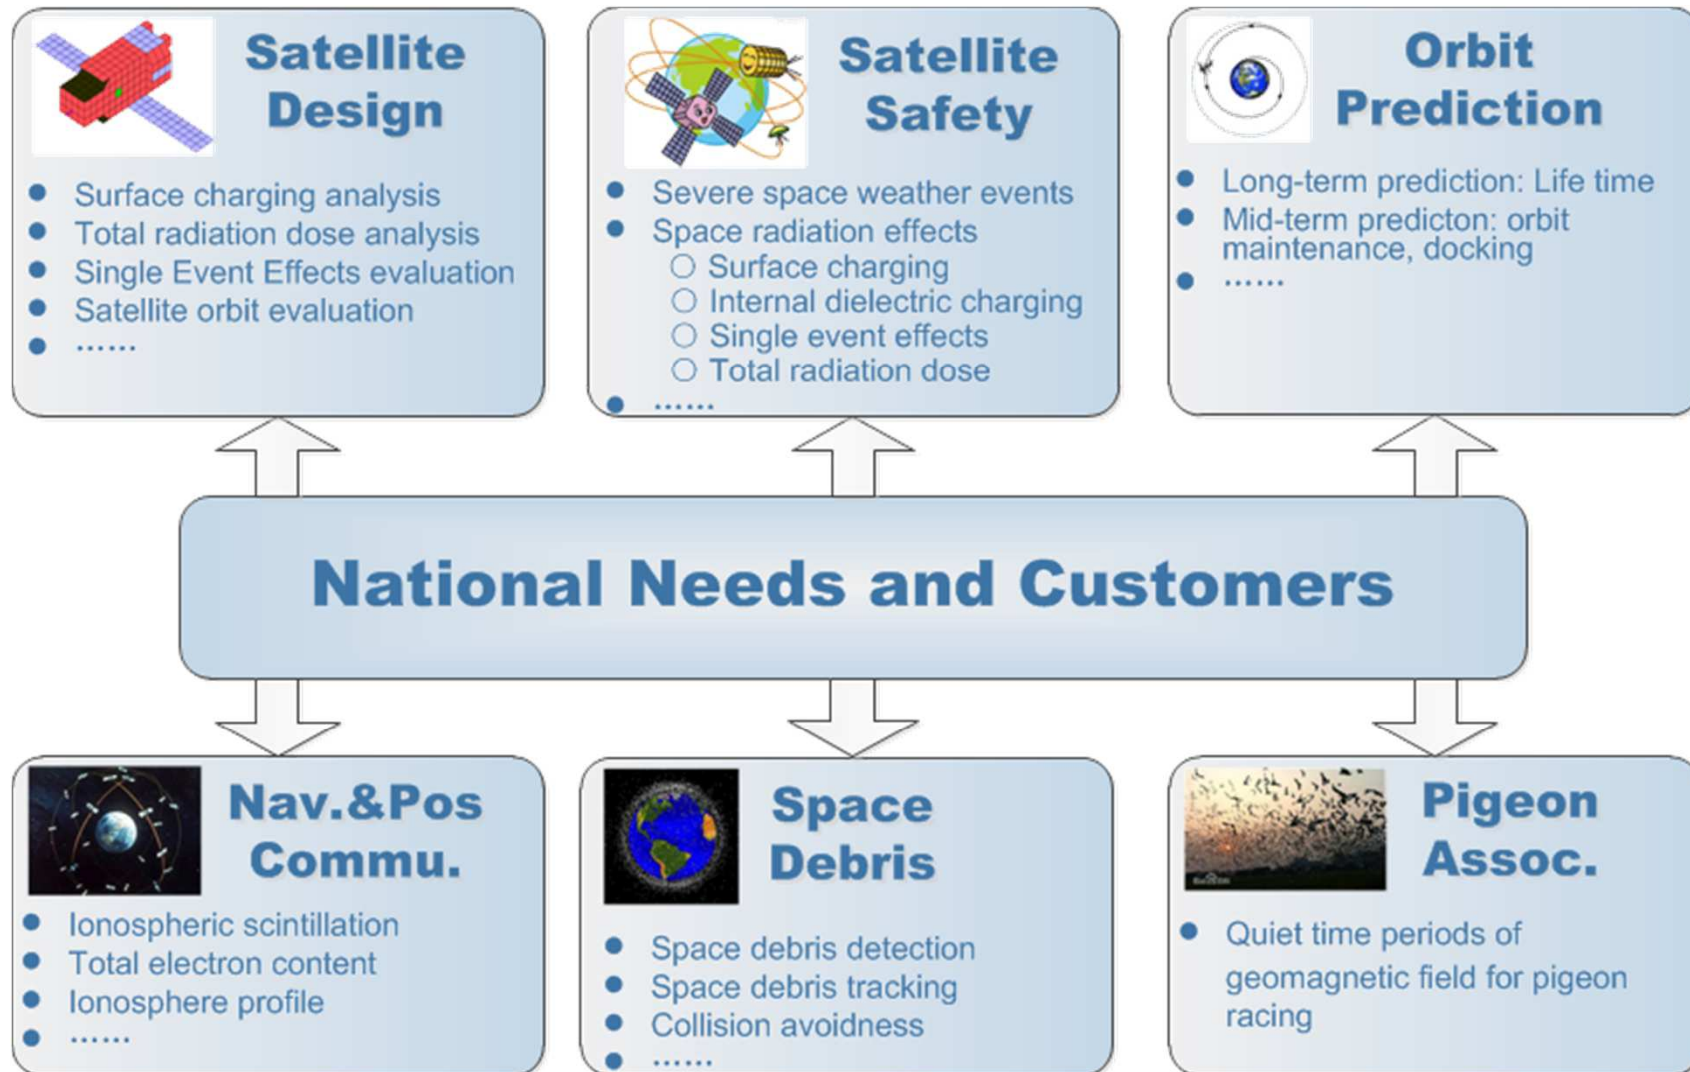 Satellite
Design
● Surface charging analysis
● Total radiation dose analysis
● Single Event Effects evaluation
● Satellite orbit evaluation
● ······
Satellite
Safety
● Severe space weather events
● Space radiation effects
○ Surface charging
○ Internal dielectric charging
○ Single event effects
○ Total radiation dose
● ······
Orbit
Prediction
● Long-term prediction: Life time
● Mid-term predicton: orbit
maintenance, docking
● ······
National Needs and Customers
Nav.&Pos
Commu.
● Ionospheric scintillation
● Total electron content
● Ionosphere profile
● ······
Space
Debris
● Space debris detection
● Space debris tracking
● Collision avoidness
● ······
Pigeon
Assoc.
● Quiet time periods of
geomagnetic field for pigeon
racing